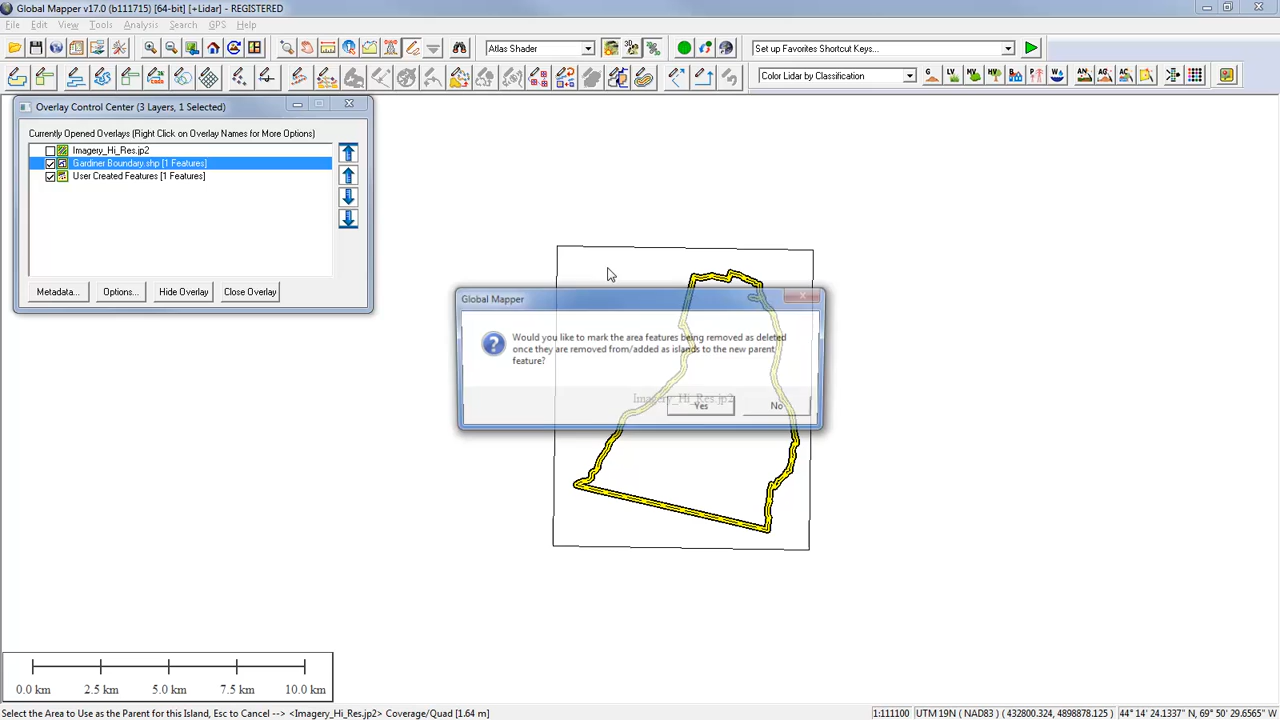 Global Mapper v17.0 (b111715) [64-bit] [+Lidar] - REGISTERED
File Edit View Tools Analysis Search GPS Help
Atlas Shader
Set up Favorites Shortcut Keys...
Color Lidar by Classification
Overlay Control Center (3 Layers, 1 Selected)
Currently Opened Overlays (Right Click on Overlay Names for More Options)
Imagery_Hi_Res.jp2
Gardiner Boundary.shp [1 Features]
User Created Features [1 Features]
Metadata... Options... Hide Overlay Close Overlay
Global Mapper
Would you like to mark the area features being removed as deleted
once they are removed from/added as islands to the new parent
feature?
Imagery_Hi_Res.jp2
Yes No
0.0 km 2.5 km 5.0 km 7.5 km 10.0 km
Select the Area to Use as the Parent for this Island, Esc to Cancel --> <Imagery_Hi_Res.jp2> Coverage/Quad [1.64 m]
1:111100 UTM 19N (NAD83) (432800.324, 4898878.125) 44° 14' 24.1337" N, 69° 50' 29.6565" W